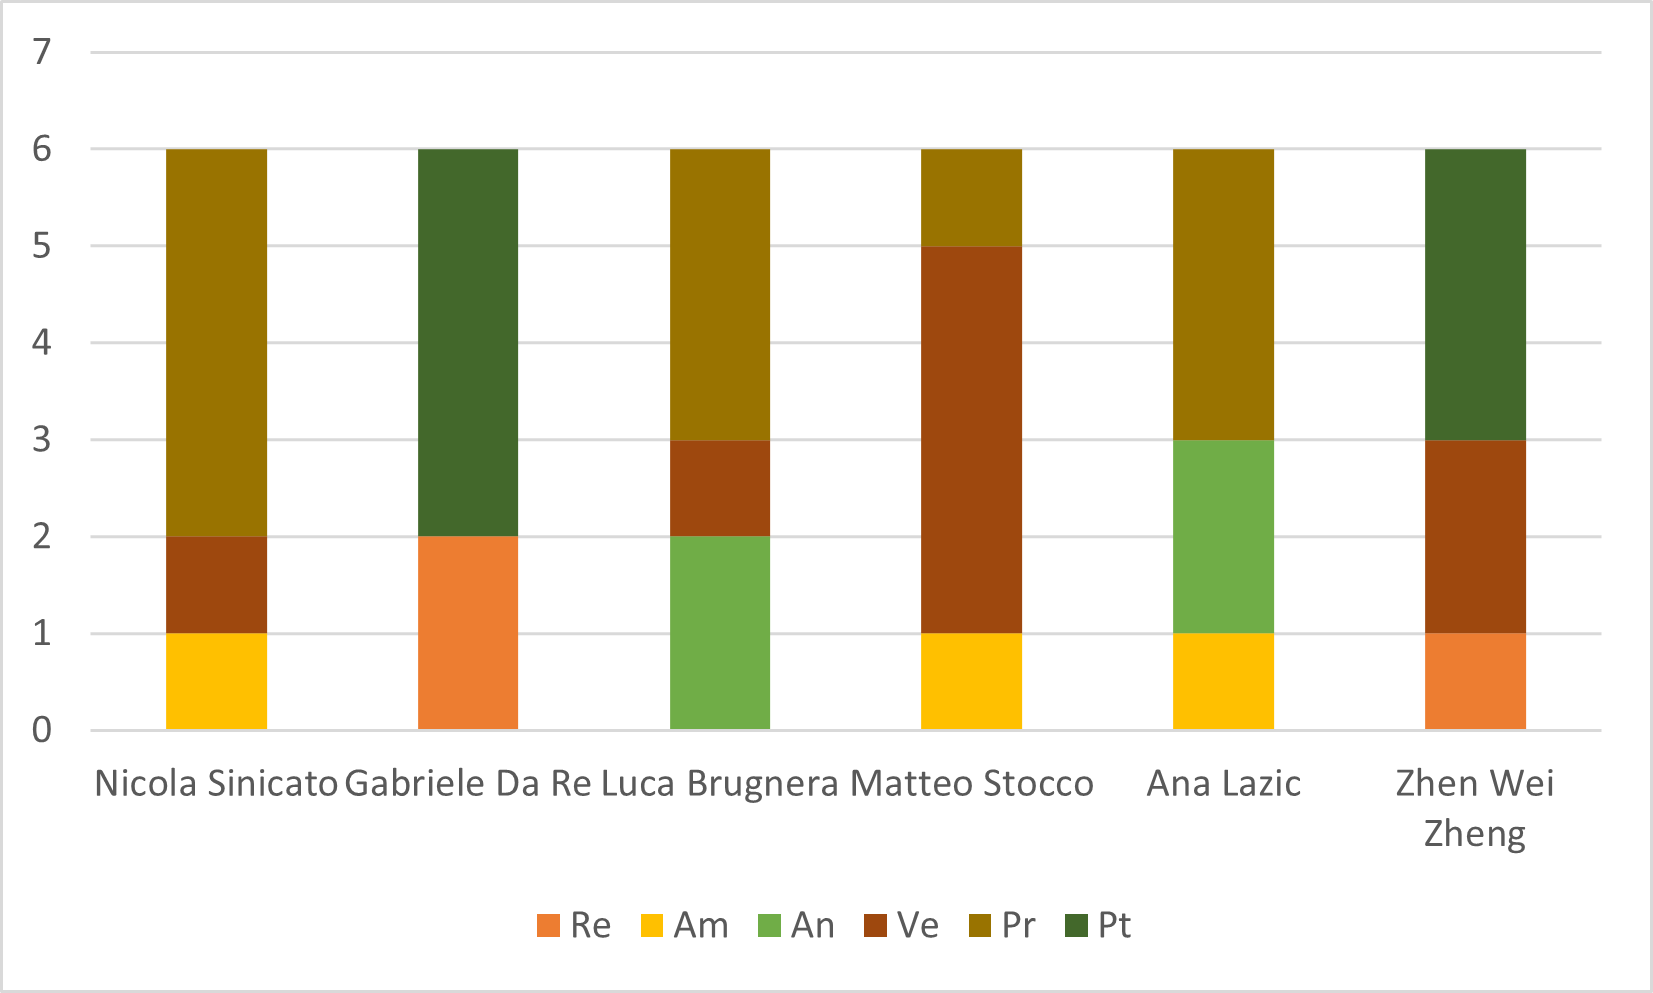 7
6
5
4
3
2
1
0
Nicola Sinicato Gabriele Da Re Luca Brugnera Matteo Stocco Ana Lazic Zhen Wei
Zheng
Re Am An Ve Pr Pt